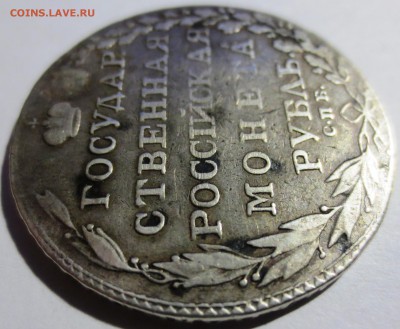 COINS.LAVE.RU
ГОСУДАР
СТВЕННАЯ
РОССІЙСКАЯ
МОНЕТА
РУБЛЬ
С.П.Б.